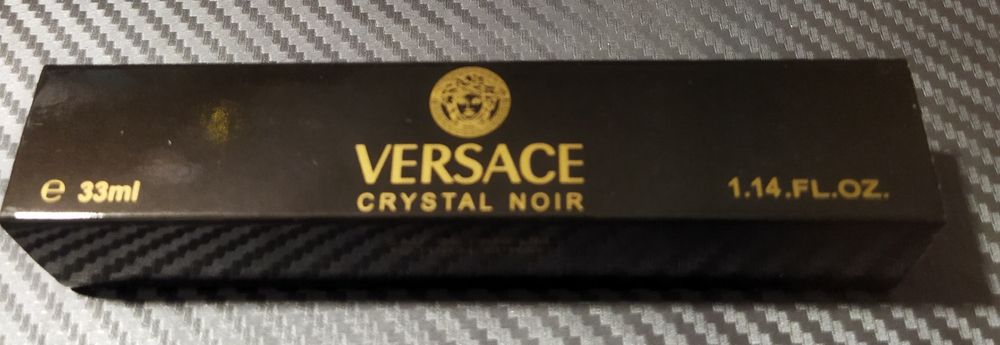 VERSACE
CRYSTAL NOIR
℮ 33ml
1.14.FL.OZ.